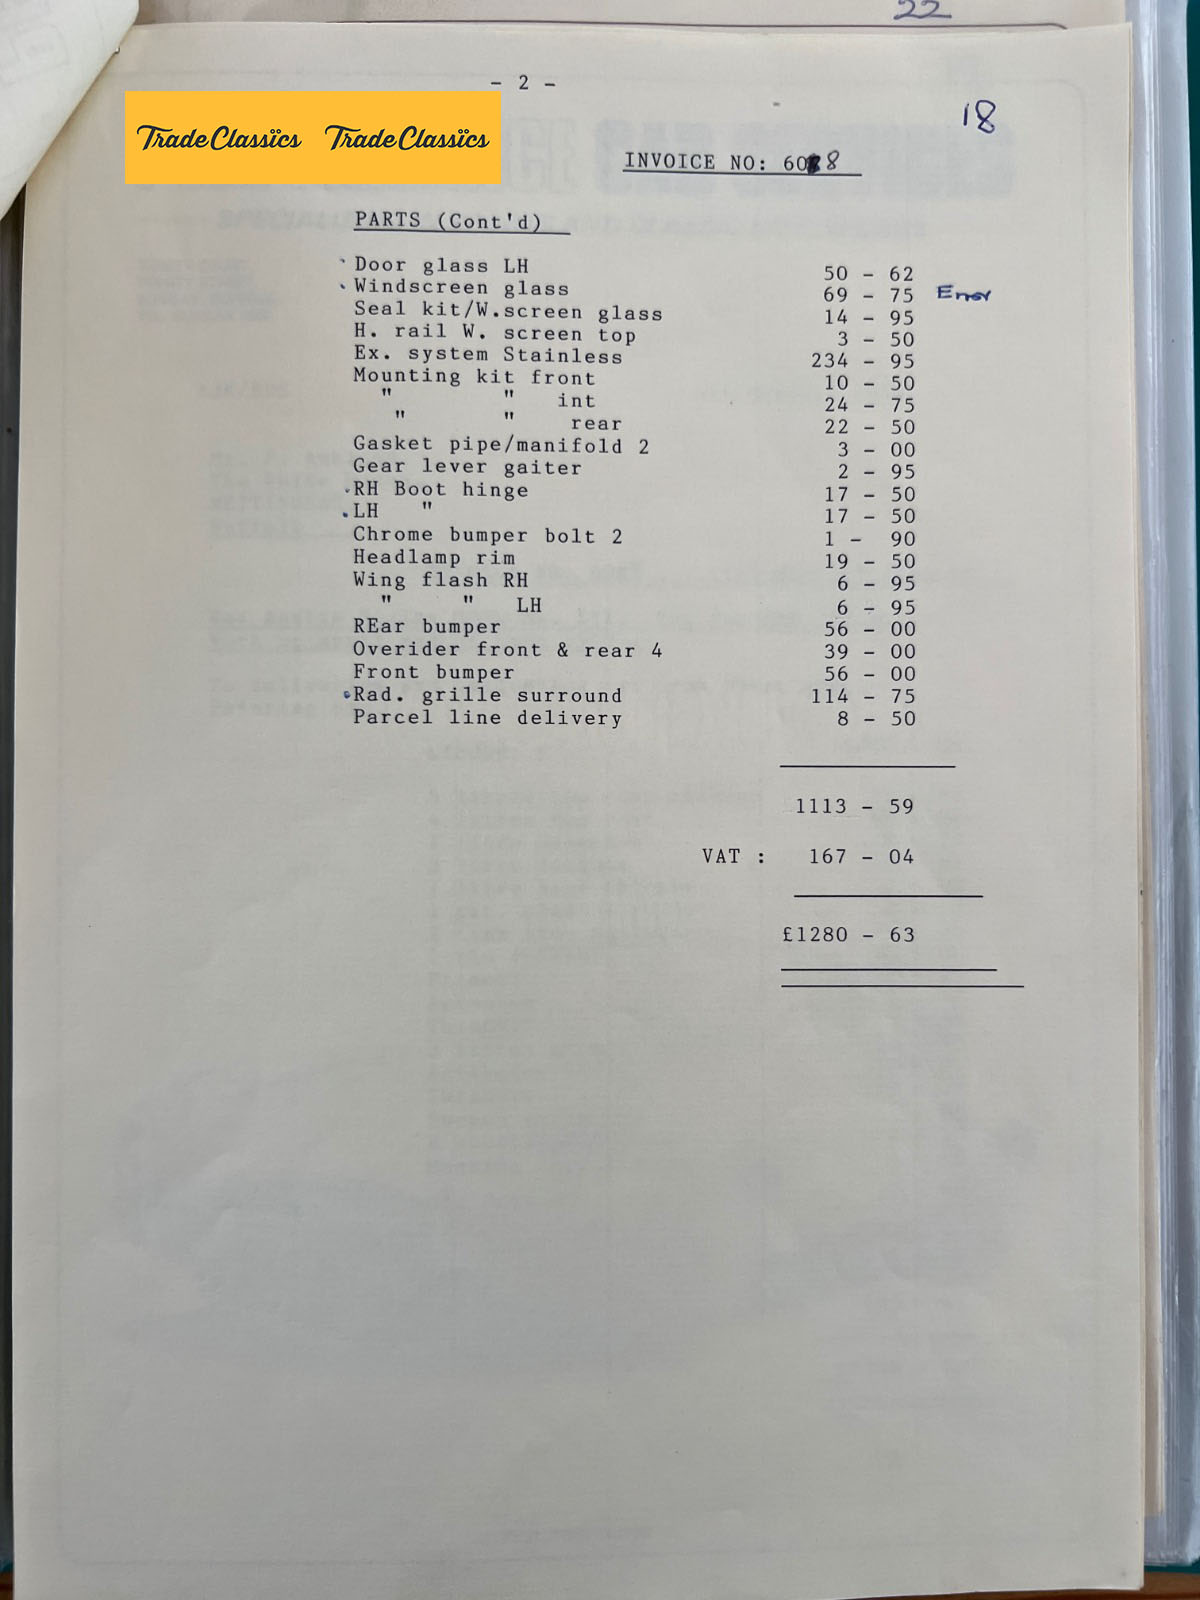 22
- 2 -
18
TradeClassics TradeClassics
INVOICE NO: 6088
PARTS (Cont'd)
Door glass LH 50 - 62
Windscreen glass 69 - 75 Error
Seal kit/W.screen glass 14 - 95
H. rail W. screen top 3 - 50
Ex. system Stainless 234 - 95
Mounting kit front 10 - 50
" " int 24 - 75
" " rear 22 - 50
Gasket pipe/manifold 2 3 - 00
Gear lever gaiter 2 - 95
RH Boot hinge 17 - 50
LH " 17 - 50
Chrome bumper bolt 2 1 - 90
Headlamp rim 19 - 50
Wing flash RH 6 - 95
" " LH 6 - 95
REar bumper 56 - 00
Overider front & rear 4 39 - 00
Front bumper 56 - 00
Rad. grille surround 114 - 75
Parcel line delivery 8 - 50
1113 - 59
VAT : 167 - 04
£1280 - 63